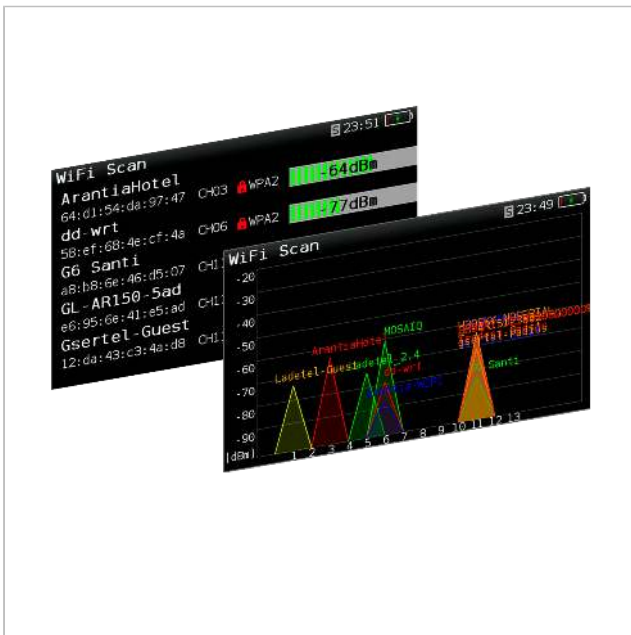 S 23:51
WiFi Scan
ArantiaHotel
64:d1:54:da:97:47 CH03 WPA2 -64dBm
dd-wrt
58:ef:68:4e:cf:4a CH06 WPA2 -77dBm
G6 Santi
a8:b8:6e:46:d5:07
GL-AR150-5ad
e6:95:6e:41:e5:ad
Gsertel-Guest
12:da:43:c3:4a:d8
S 23:49
WiFi Scan
-20
-30
-40
-50
-60
-70
-80
-90
[dBm]
MOSAIQ
ArantiaHotel
Ladetel-Guest
adetel_2.4
dd-wrt
Santi
1 2 3 4 5 6 7 8 9 10 11 12 13